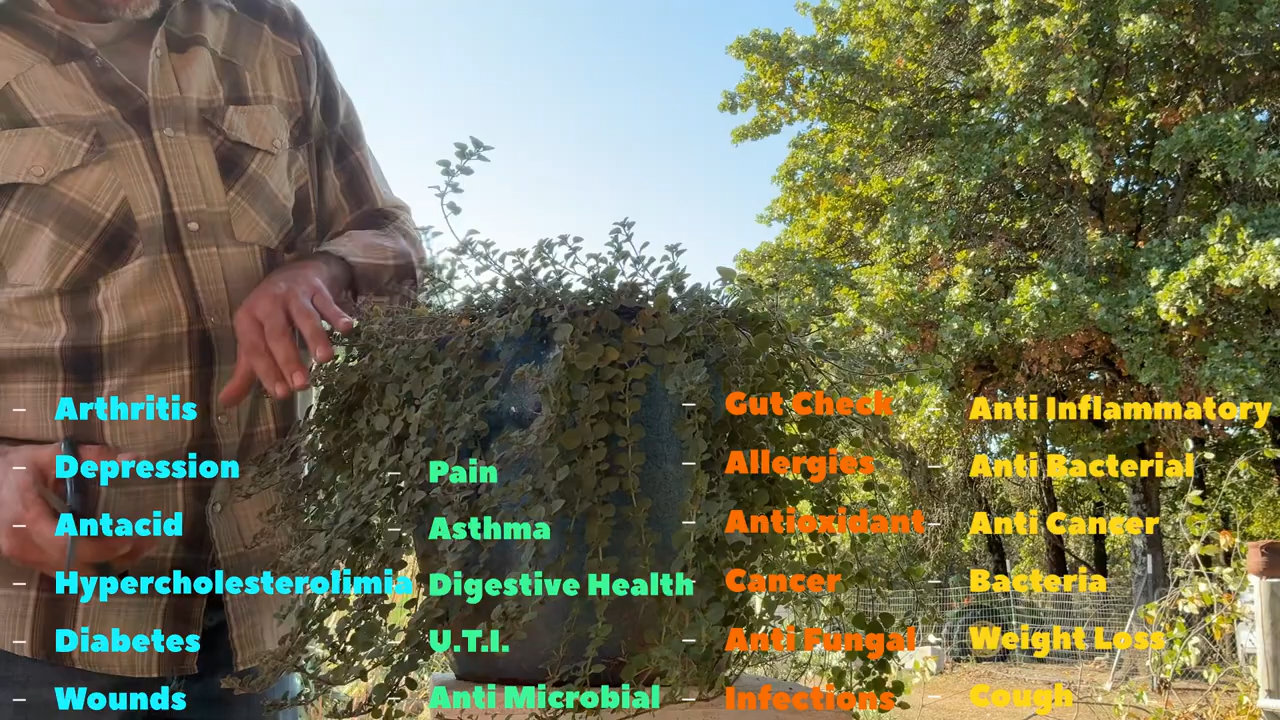 – Arthritis
– Depression
– Antacid
– Hypercholesterolimia
– Diabetes
– Wounds
– Pain
– Asthma
Digestive Health
U.T.I.
Anti Microbial
– Gut Check
– Allergies
– Antioxidant
– Cancer
– Anti Fungal
– Infections
– Anti Inflammatory
– Anti Bacterial
– Anti Cancer
– Bacteria
– Weight Loss
– Cough